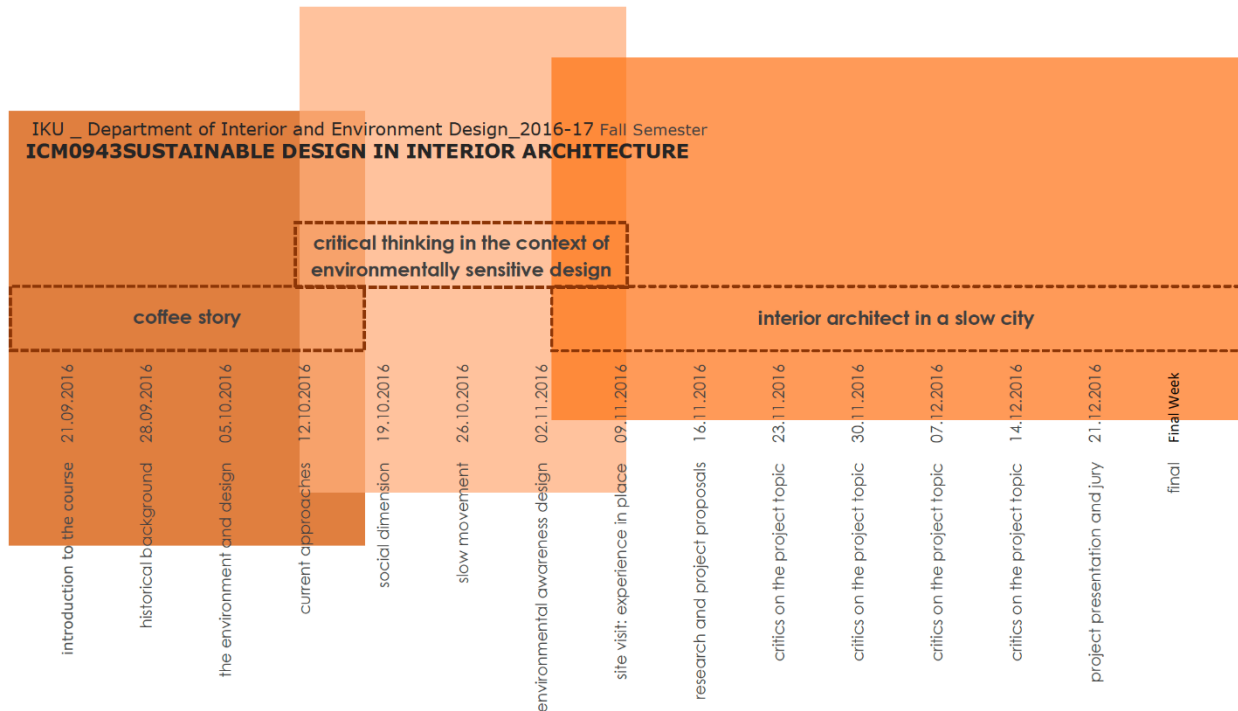 IKU _ Department of Interior and Environment Design_2016-17 Fall Semester
ICM0943SUSTAINABLE DESIGN IN INTERIOR ARCHITECTURE
critical thinking in the context of
environmentally sensitive design
coffee story
interior architect in a slow city
introduction to the course 21.09.2016
historical background 28.09.2016
the environment and design 05.10.2016
current approaches 12.10.2016
social dimension 19.10.2016
slow movement 26.10.2016
environmental awareness design 02.11.2016
site visit: experience in place 09.11.2016
research and project proposals 16.11.2016
critics on the project topic 23.11.2016
critics on the project topic 30.11.2016
critics on the project topic 07.12.2016
critics on the project topic 14.12.2016
project presentation and jury 21.12.2016
final Final Week